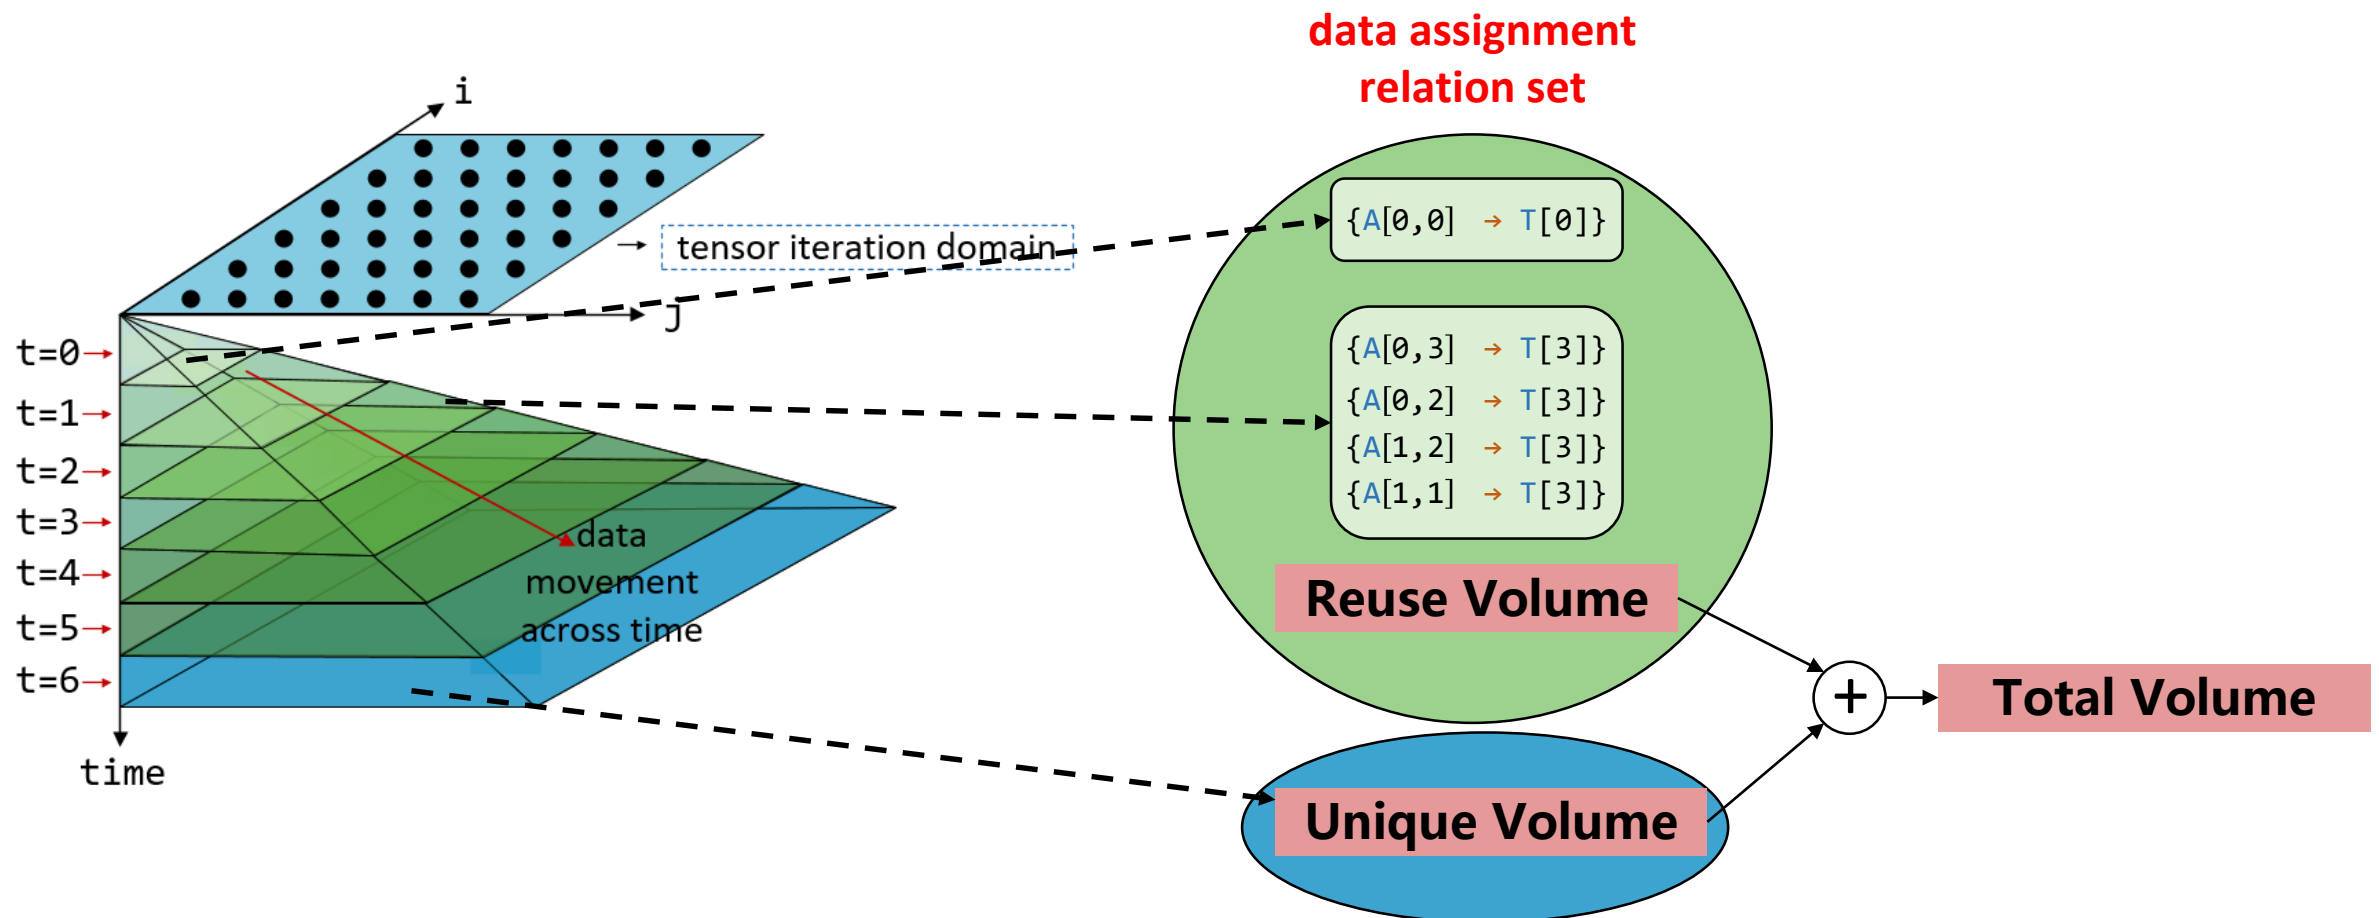 data assignment
relation set
i
tensor iteration domain
J
t=0
t=1
t=2
t=3
t=4
t=5
t=6
time
data
movement
across time
{A[0,0] → T[0]}
{A[0,3] → T[3]}
{A[0,2] → T[3]}
{A[1,2] → T[3]}
{A[1,1] → T[3]}
Reuse Volume
Unique Volume
+
Total Volume